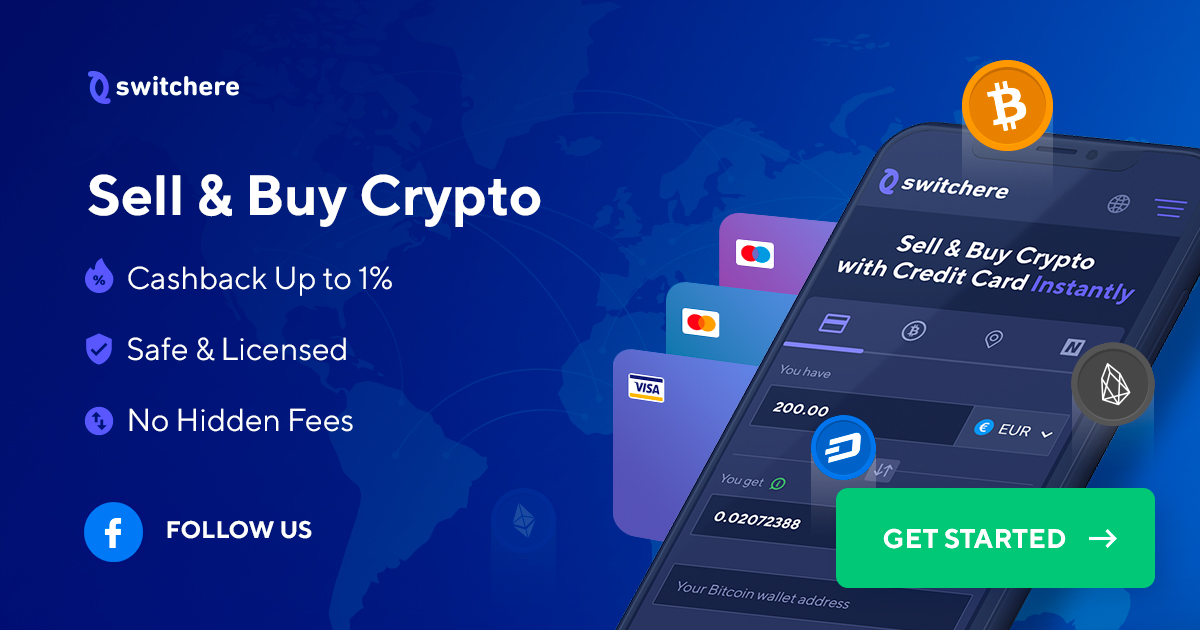 switchere
Sell & Buy Crypto
% Cashback Up to 1%
Safe & Licensed
No Hidden Fees
f FOLLOW US
VISA
switchere
Sell & Buy Crypto
with Credit Card Instantly
You have
200.00
€ EUR
You get
0.02072388
Your Bitcoin wallet address
GET STARTED →